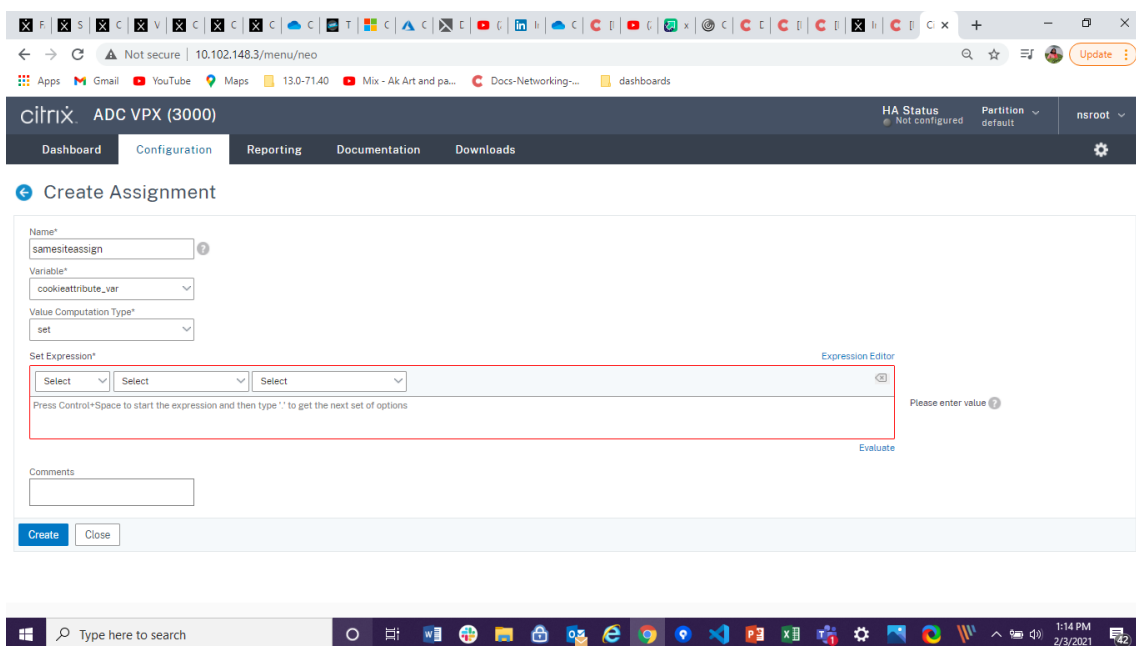 Not secure | 10.102.148.3/menu/neo
Update
Apps Gmail YouTube Maps 13.0-71.40 Mix - Ak Art and pa... Docs-Networking-... dashboards
citrix ADC VPX (3000)
HA Status
Not configured
Partition
default
nsroot
Dashboard Configuration Reporting Documentation Downloads
Create Assignment
Name*
samesiteassign
Variable*
cookieattribute_var
Value Computation Type*
set
Set Expression* Expression Editor
Select Select Select
Press Control+Space to start the expression and then type '.' to get the next set of options
Please enter value
Evaluate
Comments
Create Close
Type here to search
1:14 PM
2/3/2021
42